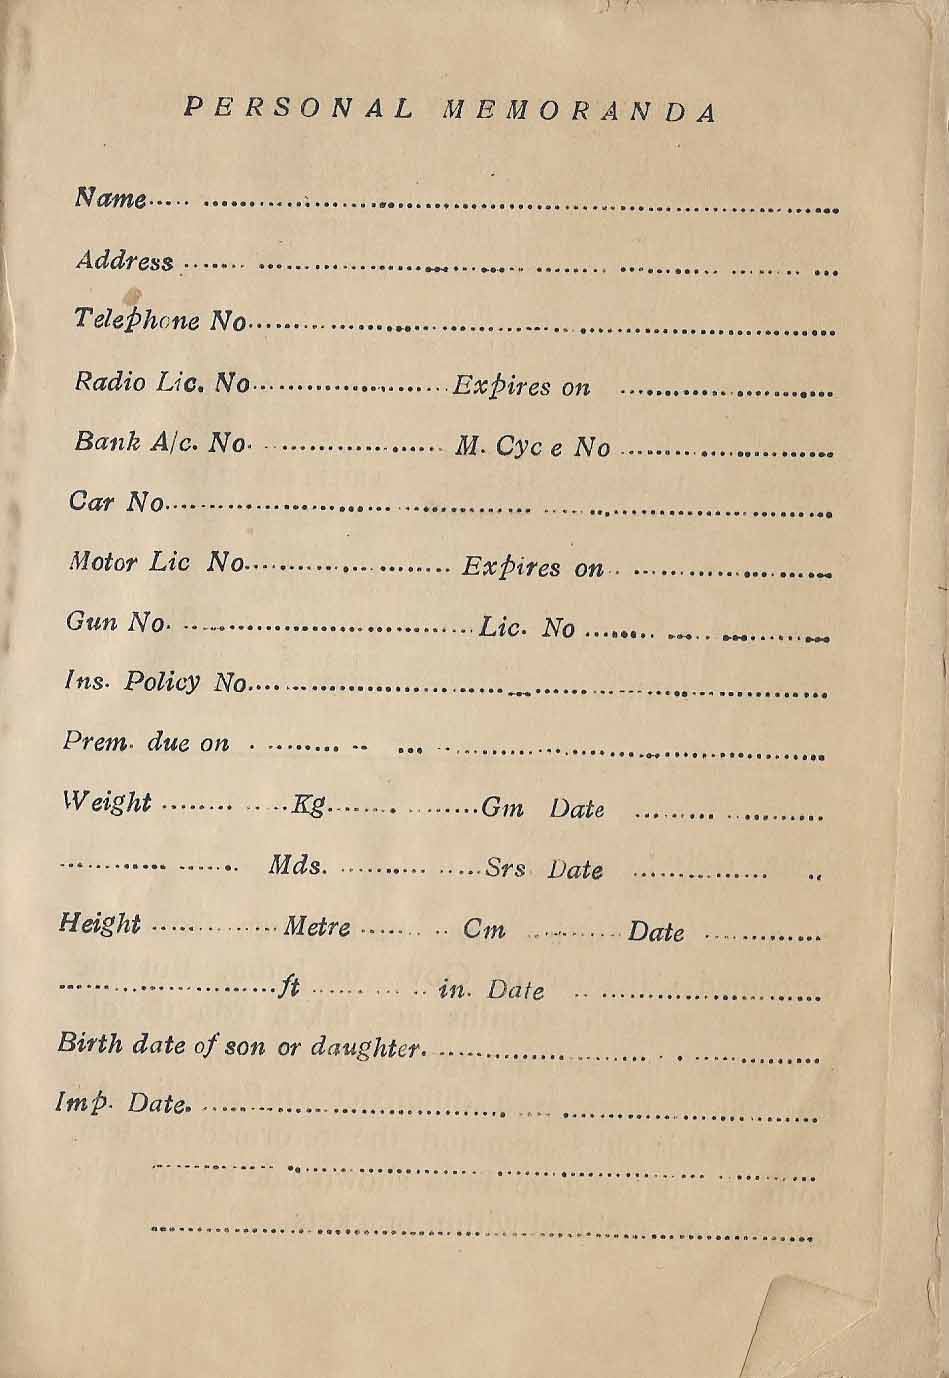 PERSONAL MEMORANDA
Name
Address
Telephone No
Radio Lic. No Expires on
Bank A/c. No. M. Cyc e No
Car No
Motor Lic No Expires on
Gun No. Lic. No
Ins. Policy No
Prem. due on
Weight Kg. Gm Date
Mds. Srs. Date
Height Metre Cm Date
ft in. Date
Birth date of son or daughter.
Imp. Date.